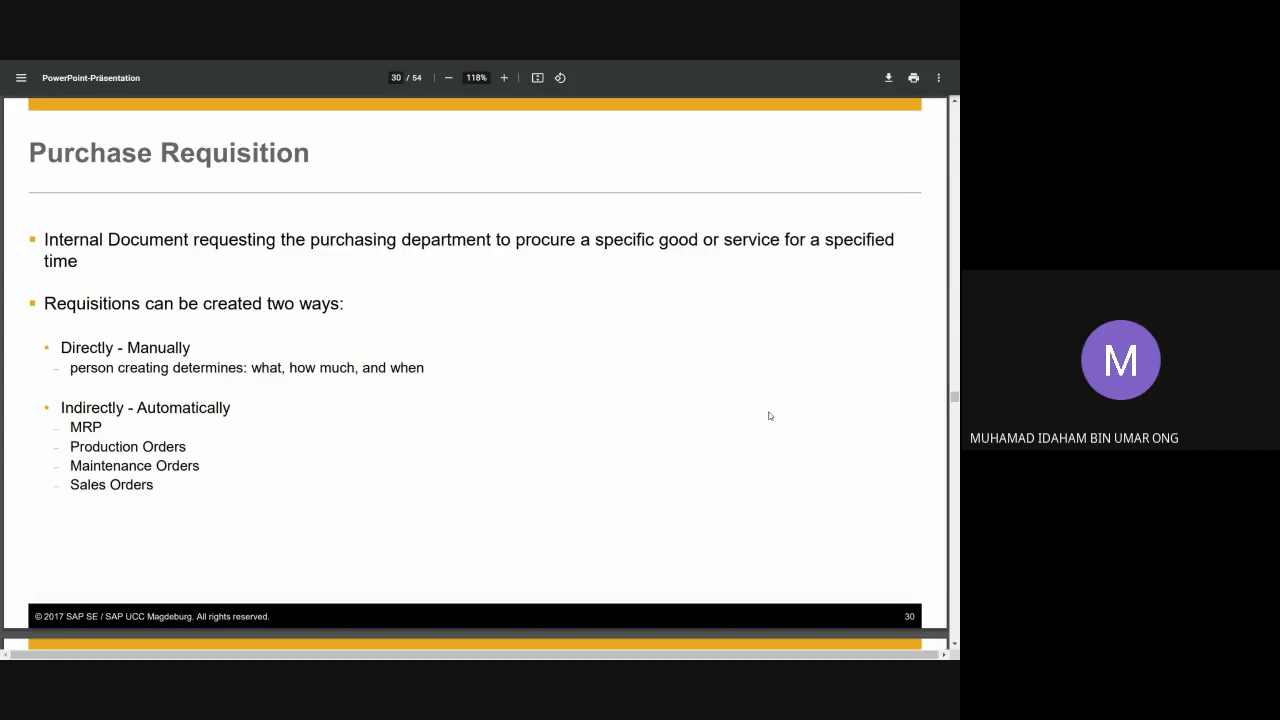 PowerPoint-Präsentation
30 / 54
118%
Purchase Requisition
Internal Document requesting the purchasing department to procure a specific good or service for a specified
time
Requisitions can be created two ways:
Directly - Manually
person creating determines: what, how much, and when
Indirectly - Automatically
MRP
Production Orders
Maintenance Orders
Sales Orders
© 2017 SAP SE / SAP UCC Magdeburg. All rights reserved.
30
M
MUHAMAD IDAHAM BIN UMAR ONG